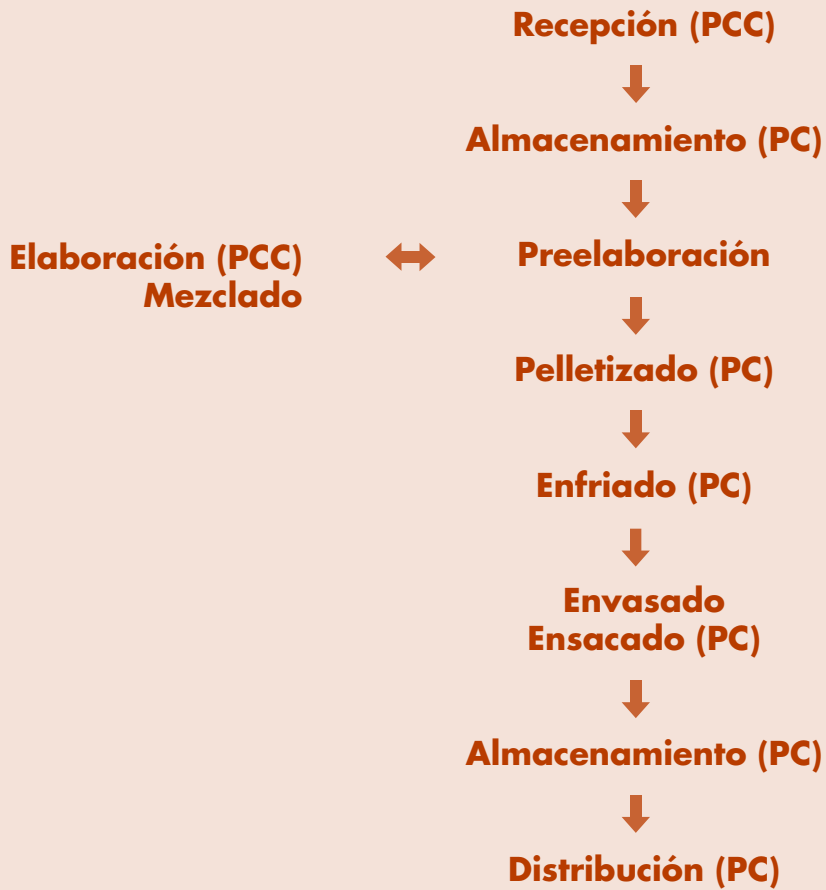 Recepción (PCC)
Almacenamiento (PC)
Elaboración (PCC)
Mezclado
Preelaboración
Pelletizado (PC)
Enfriado (PC)
Envasado
Ensacado (PC)
Almacenamiento (PC)
Distribución (PC)